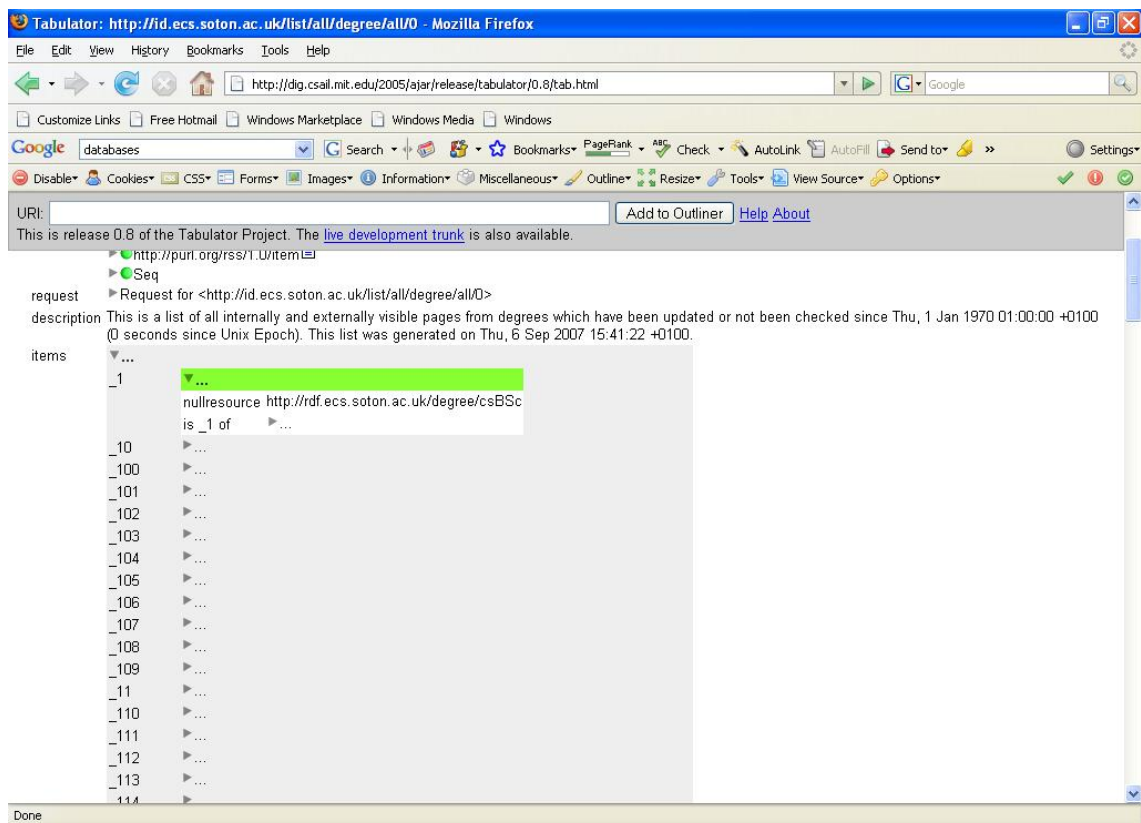 Tabulator: http://id.ecs.soton.ac.uk/list/all/degree/all/0 - Mozilla Firefox
File Edit View History Bookmarks Tools Help
http://dig.csail.mit.edu/2005/ajar/release/tabulator/0.8/tab.html G Google
Customize Links Free Hotmail Windows Marketplace Windows Media Windows
Google databases G Search Bookmarks PageRank ABC Check AutoLink AutoFill Send to » Settings
Disable Cookies CSS Forms Images Information Miscellaneous Outline Resize Tools View Source Options
URI: Add to Outliner Help About
This is release 0.8 of the Tabulator Project. The live development trunk is also available.
http://purl.org/rss/1.0/item
Seq
request Request for <http://id.ecs.soton.ac.uk/list/all/degree/all/0>
description This is a list of all internally and externally visible pages from degrees which have been updated or not been checked since Thu, 1 Jan 1970 01:00:00 +0100
(0 seconds since Unix Epoch). This list was generated on Thu, 6 Sep 2007 15:41:22 +0100.
items ...
_1 ...
nullresource http://rdf.ecs.soton.ac.uk/degree/csBSc
is _1 of ...
_10 ...
_100 ...
_101 ...
_102 ...
_103 ...
_104 ...
_105 ...
_106 ...
_107 ...
_108 ...
_109 ...
_11 ...
_110 ...
_111 ...
_112 ...
_113 ...
_114
Done